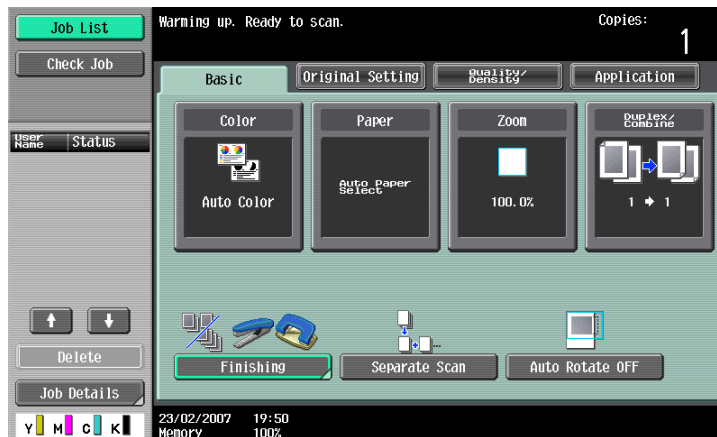 Job List
Check Job
User Name
Status
Delete
Job Details
Y M C K
Warming up. Ready to scan.
Copies:
1
Basic
Original Setting
Quality/
Density
Application
Color
Auto Color
Paper
Auto Paper
Select
Zoom
100.0%
Duplex/
Combine
1 → 1
Finishing
Separate Scan
Auto Rotate OFF
23/02/2007 19:50
Memory 100%